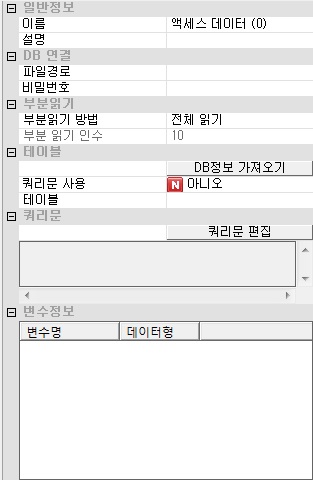 일반정보
이름 액세스 데이터 (0)
설명
DB 연결
파일경로
비밀번호
부분읽기
부분읽기 방법 전체 읽기
부분 읽기 인수 10
테이블
DB정보 가져오기
쿼리문 사용 N 아니오
테이블
쿼리문
쿼리문 편집
변수정보
변수명 데이터형